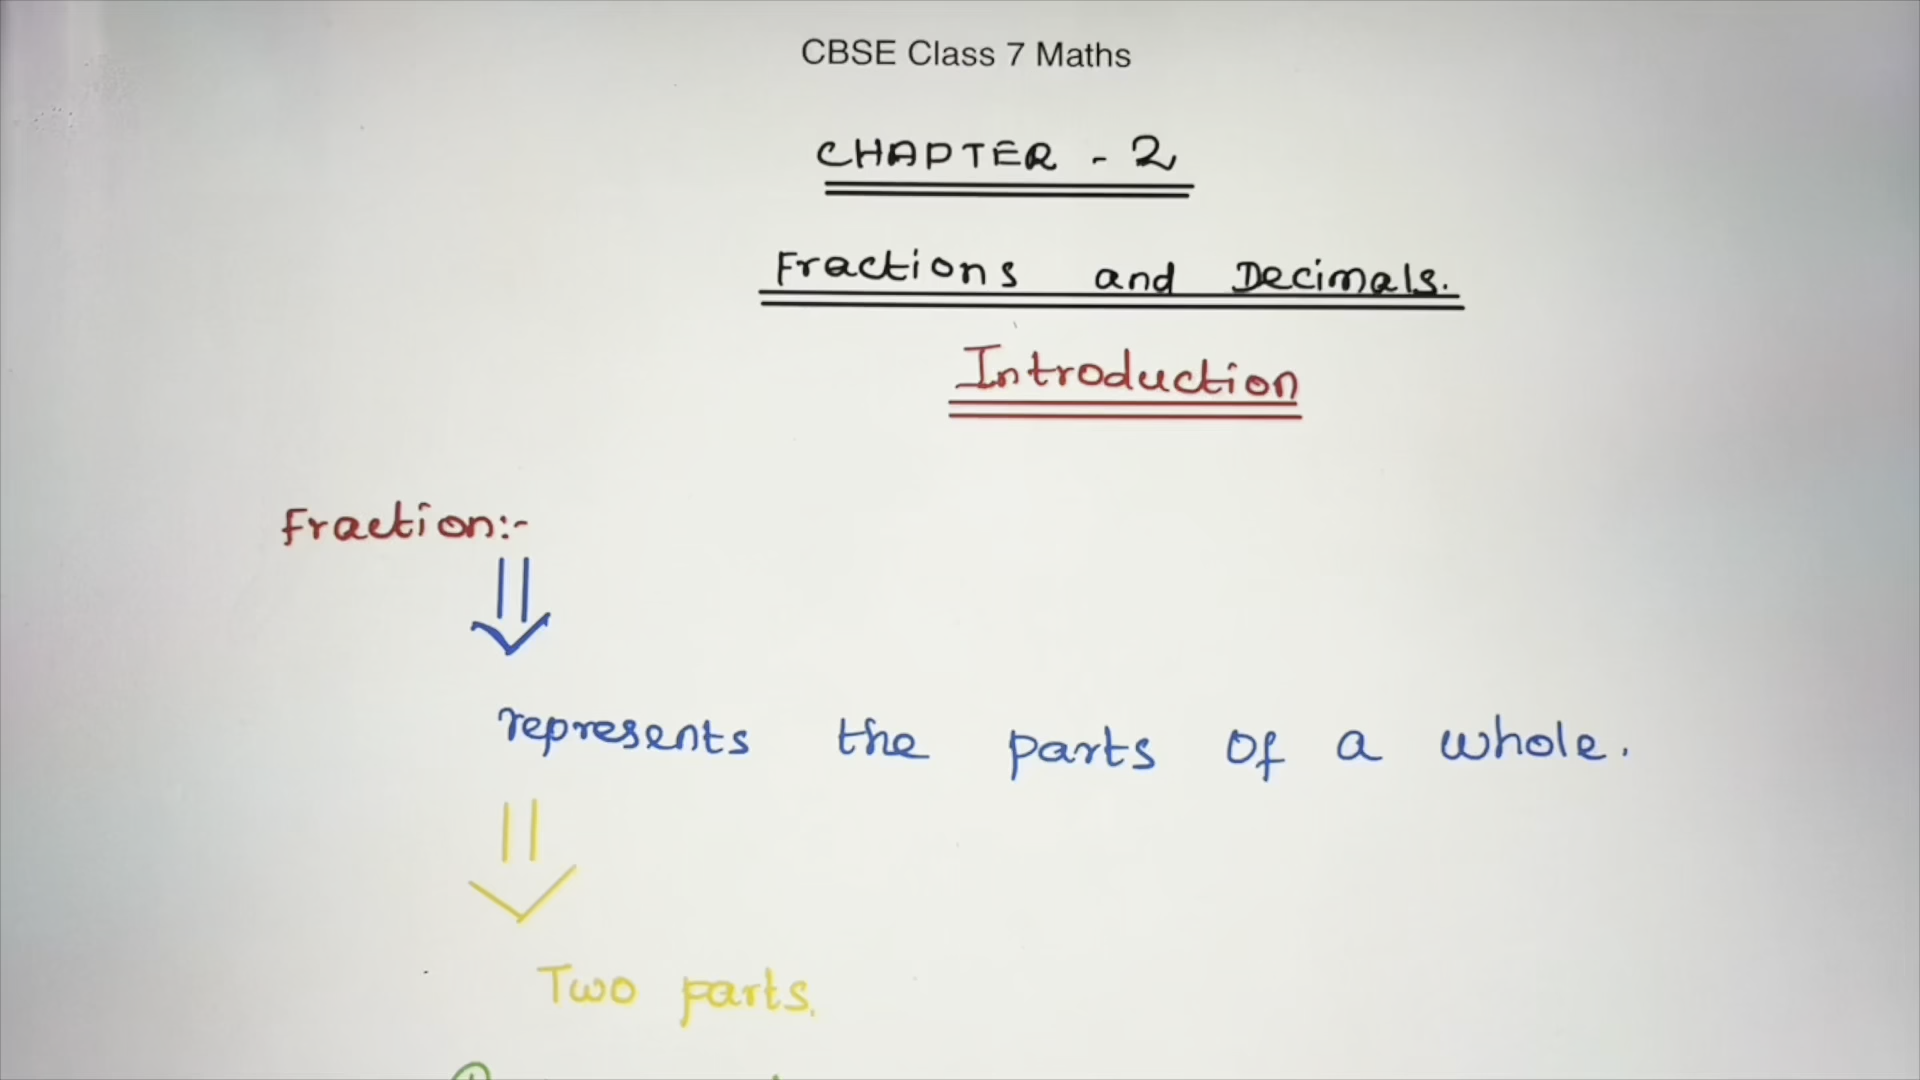 CBSE Class 7 Maths
CHAPTER - 2
Fractions and Decimals.
Introduction
Fraction:-
represents the parts of a whole.
Two parts.